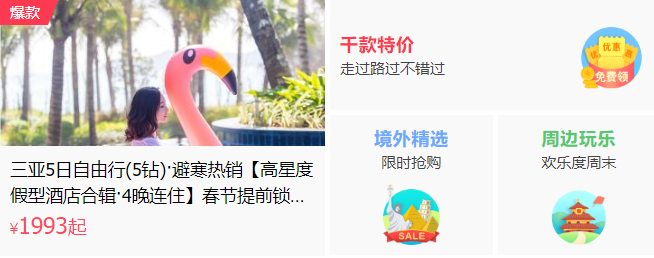 爆款
三亚5日自由行(5钻)·避寒热销【高星度
假型酒店合辑·4晚连住】春节提前锁...
¥1993起
千款特价
走过路过不错过
优惠
优惠
免费领
境外精选
限时抢购
SALE
周边玩乐
欢乐度周末